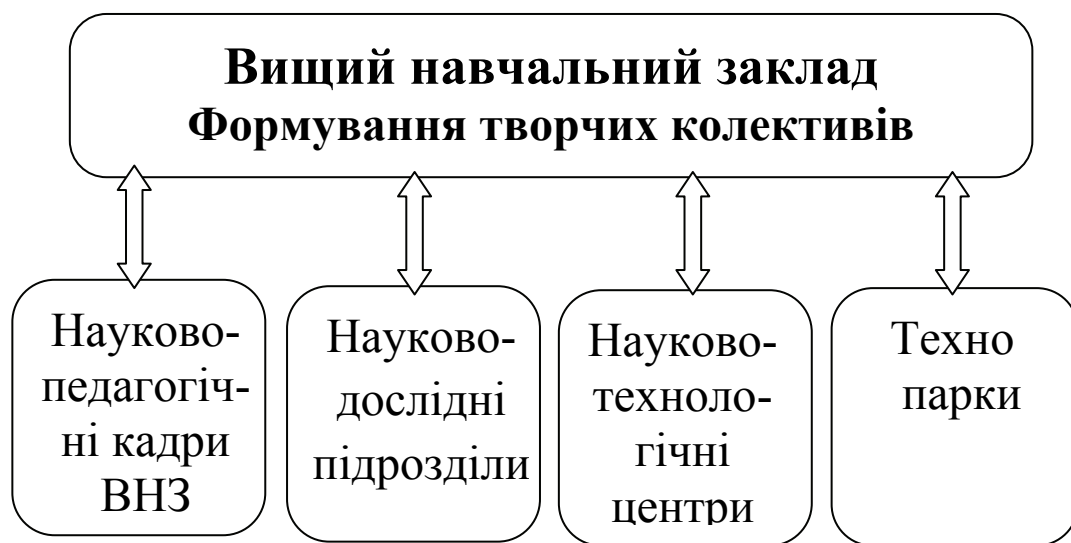 Вищий навчальний заклад
Формування творчих колективів
Науково-
педагогіч-
ні кадри
ВНЗ
Науково-
дослідні
підрозділи
Науково-
техноло-
гічні
центри
Техно
парки